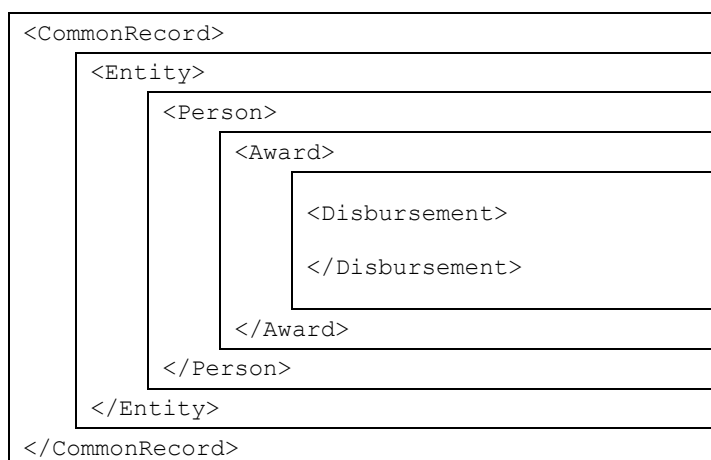 <CommonRecord>
<Entity>
<Person>
<Award>
<Disbursement>
</Disbursement>
</Award>
</Person>
</Entity>
</CommonRecord>